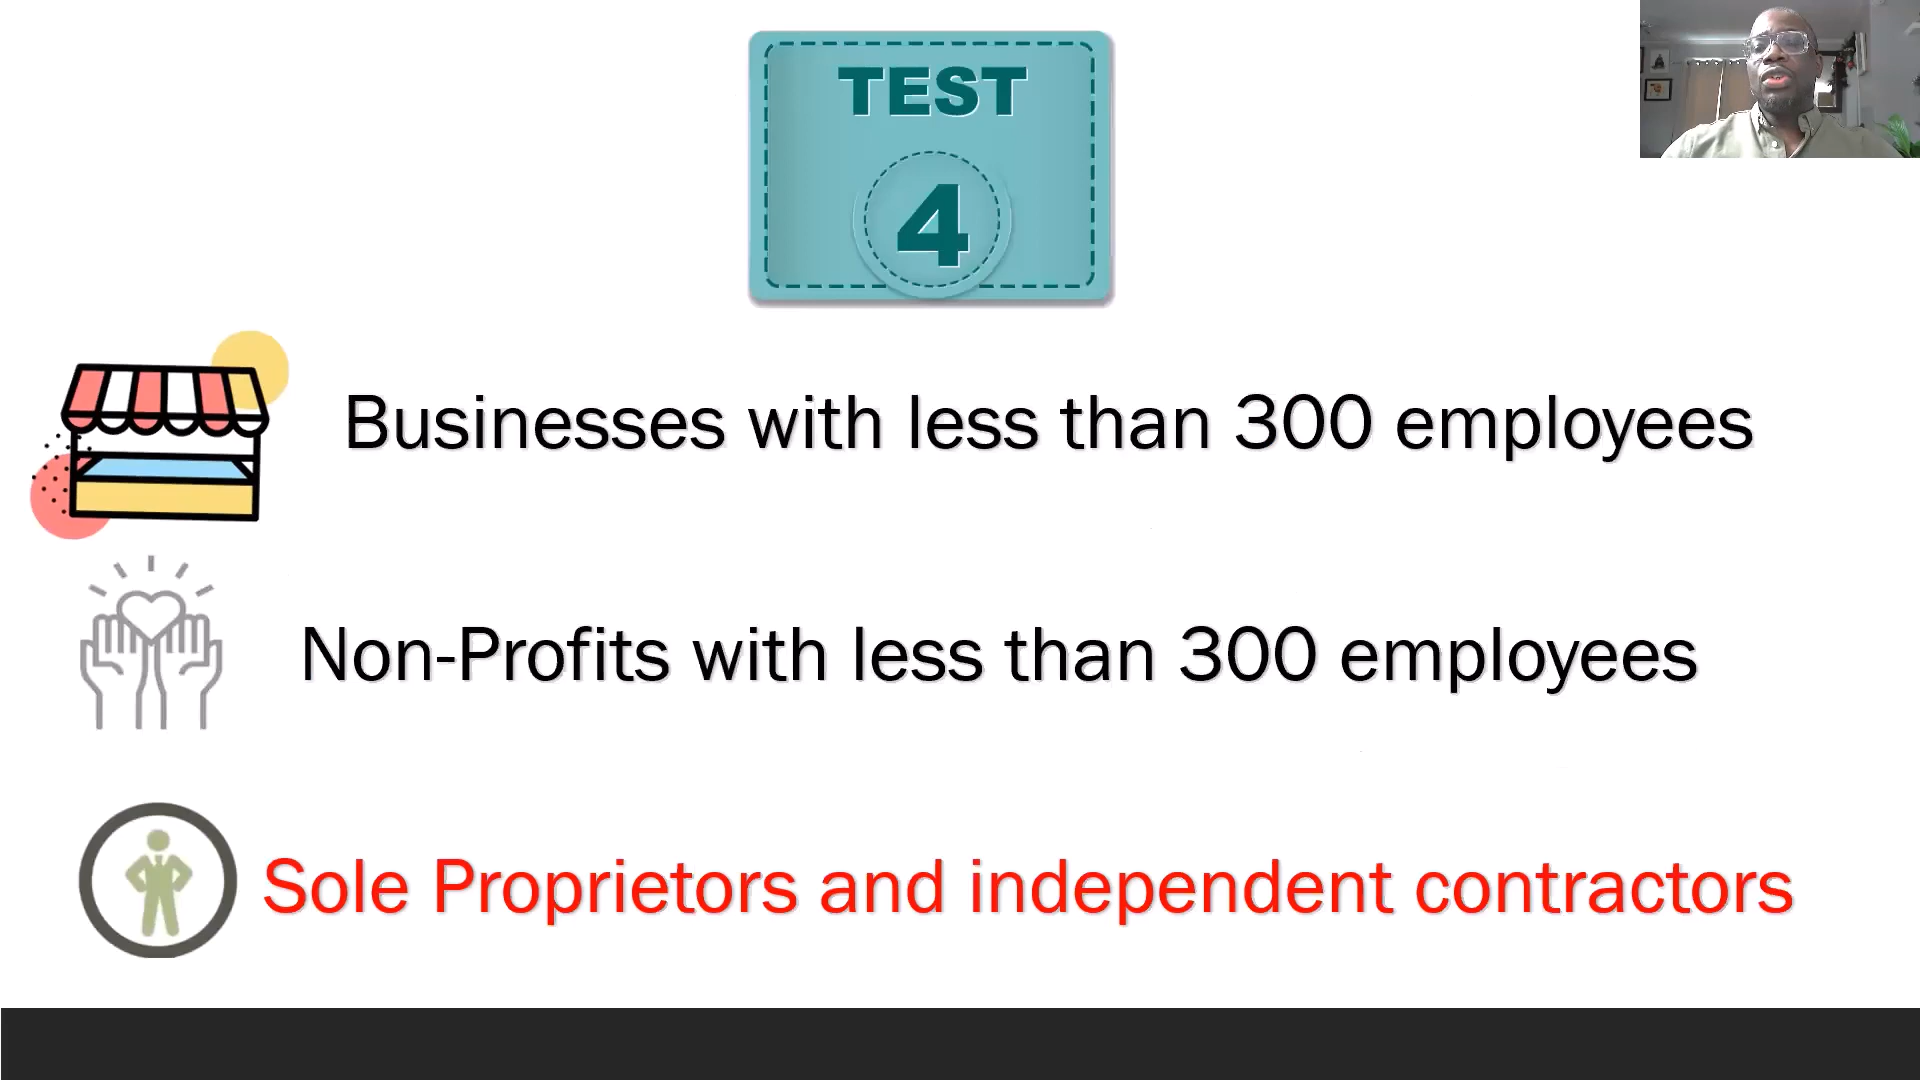 TEST
4
Businesses with less than 300 employees
Non-Profits with less than 300 employees
Sole Proprietors and independent contractors